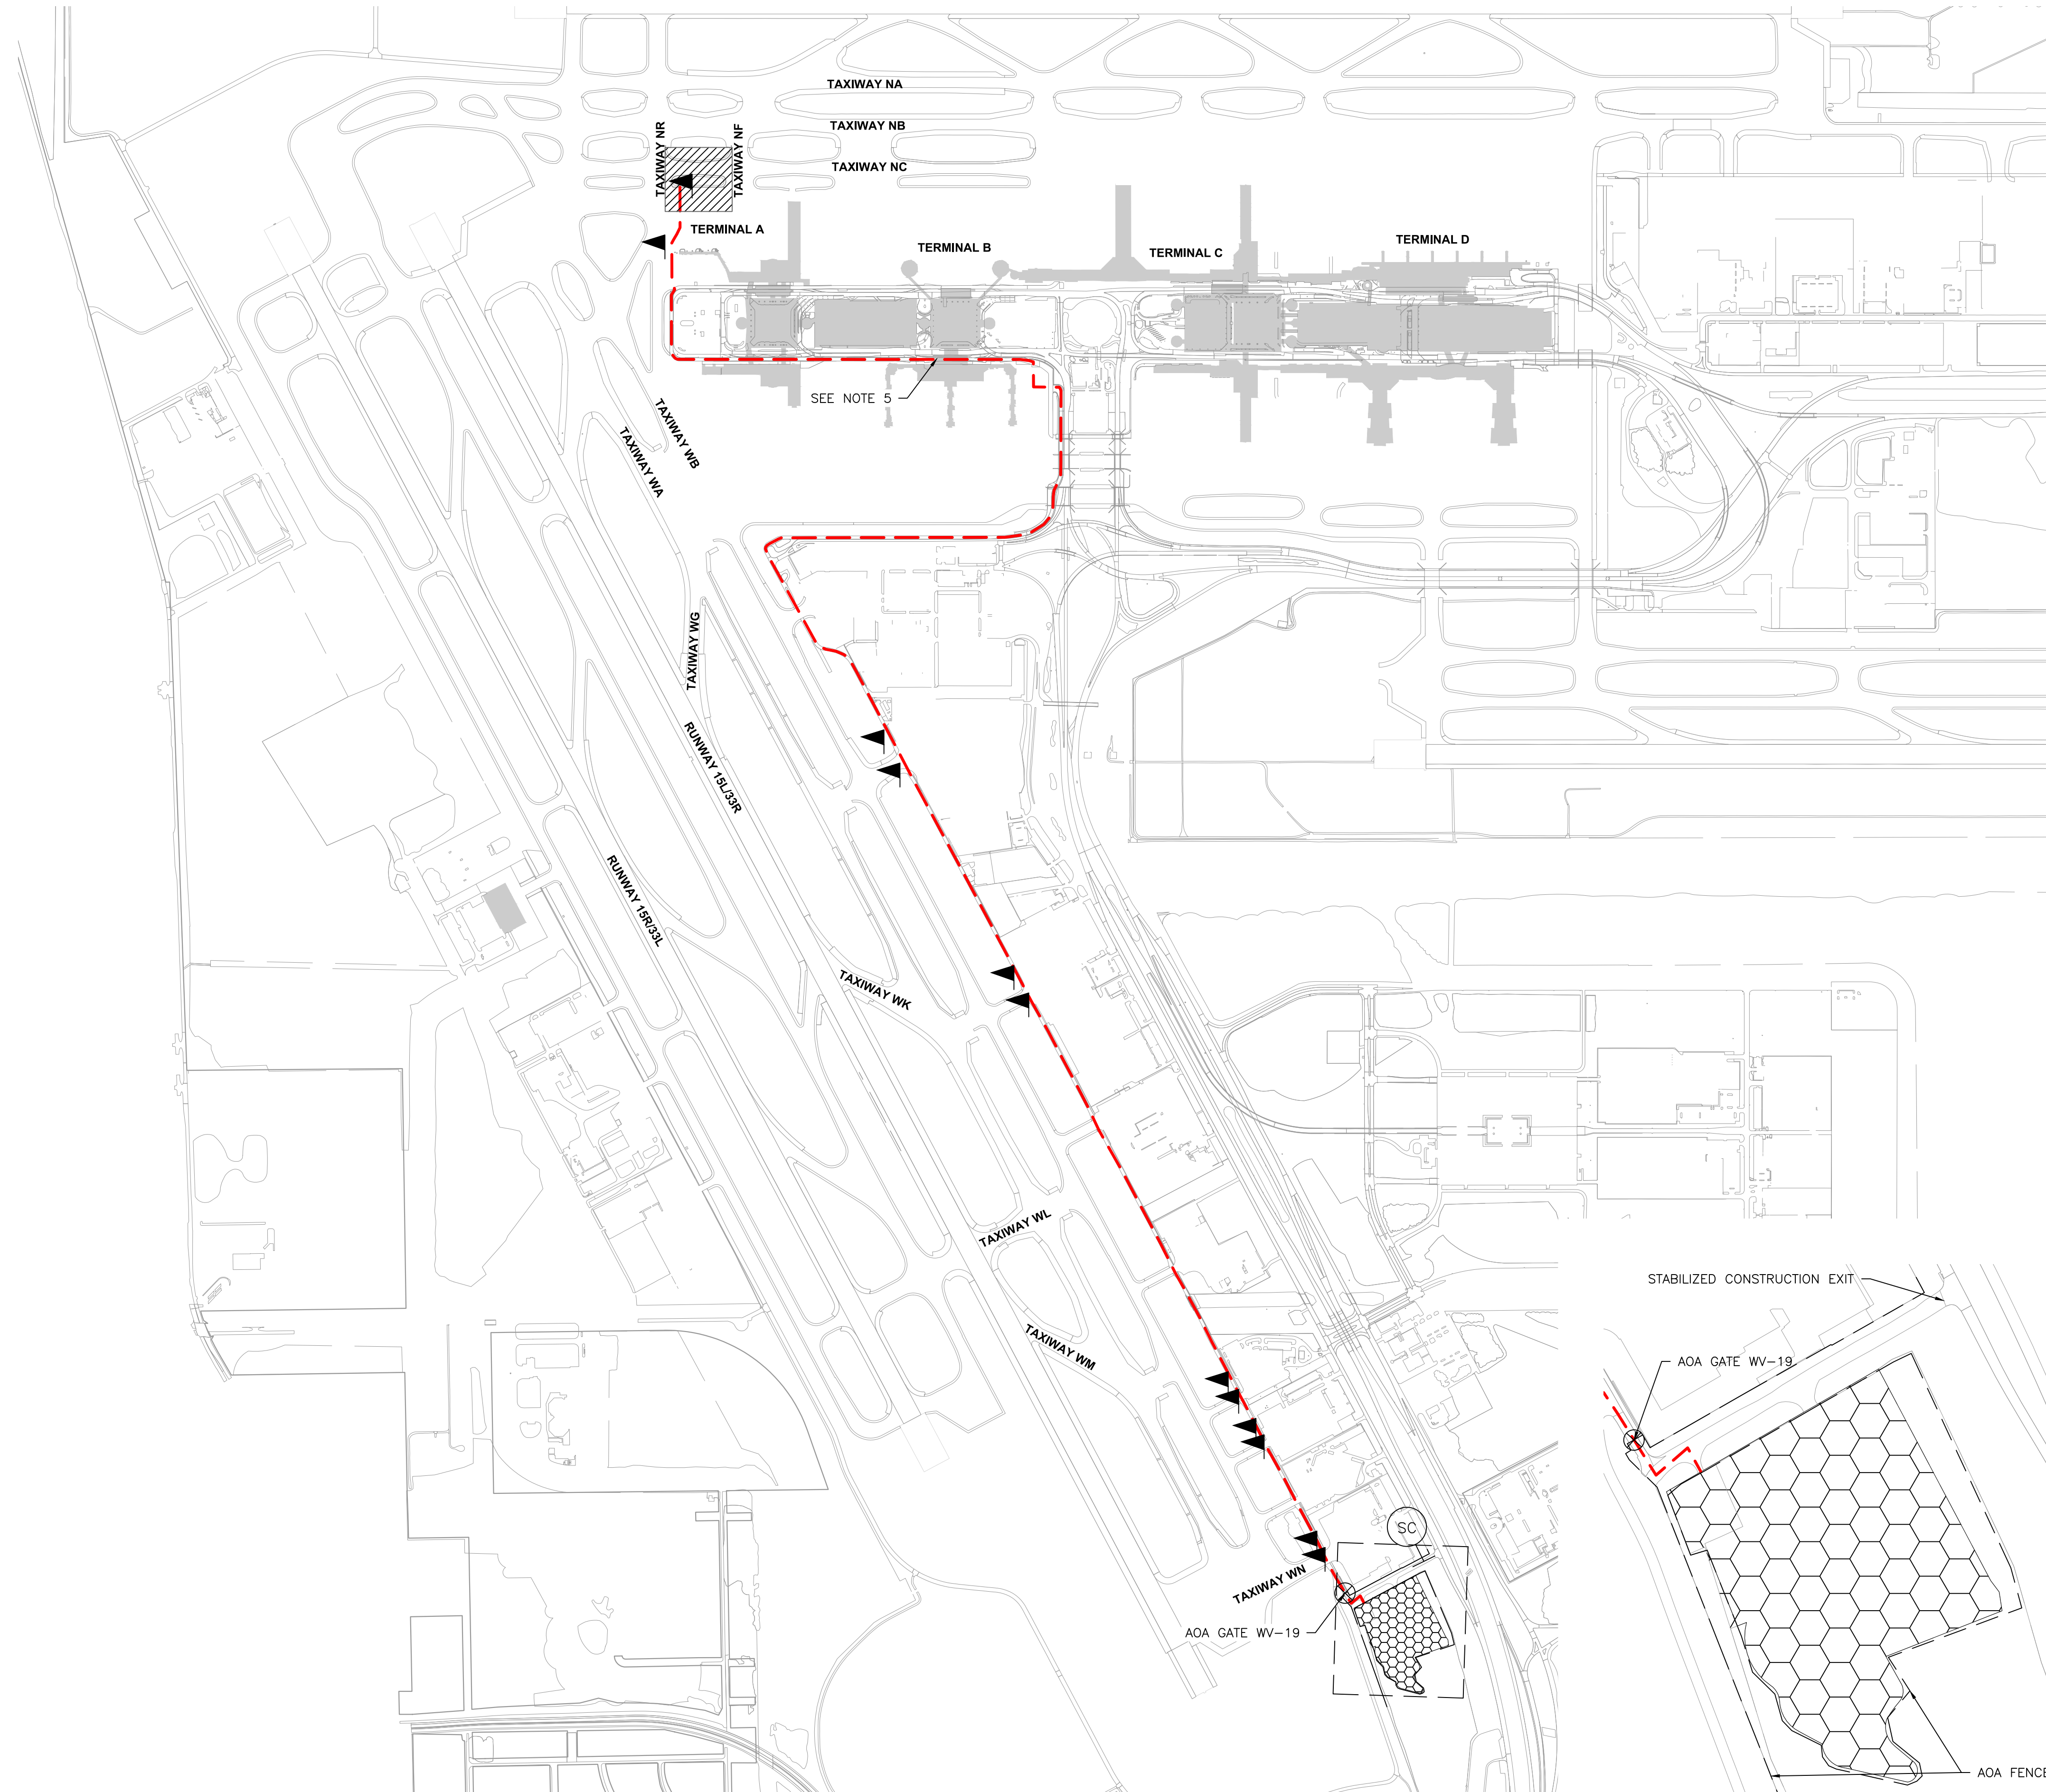 TAXIWAY NA
TAXIWAY NB
TAXIWAY NC
TAXIWAY NR
TAXIWAY NF
TERMINAL A
TERMINAL B
TERMINAL C
TERMINAL D
SEE NOTE 5
TAXIWAY WB
TAXIWAY WA
TAXIWAY WG
RUNWAY 15L/33R
RUNWAY 15R/33L
TAXIWAY WK
TAXIWAY WL
TAXIWAY WM
STABILIZED CONSTRUCTION EXIT
AOA GATE WV-19
SC
TAXIWAY WN
AOA GATE WV-19
AOA FENCE